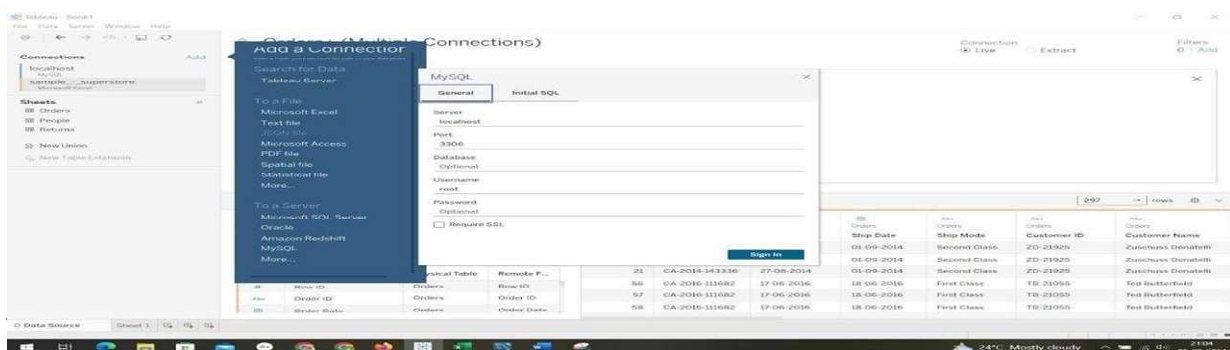 Tableau - Book1
File Data Server Window Help
Connections Add
localhost
MySQL
sample_-_superstore
Microsoft Excel
Sheets
Orders
People
Returns
New Union
New Table Extension
(Multiple Connections)
Connection
Live Extract
Filters
0 Add
Add a Connection
Search for Data
Tableau Server
To a File
Microsoft Excel
Text file
JSON file
Microsoft Access
PDF file
Spatial file
Statistical file
More...
To a Server
Microsoft SQL Server
Oracle
Amazon Redshift
MySQL
More...
MySQL
General Initial SQL
Server
localhost
Port
3306
Database
Optional
Username
root
Password
Optional
Require SSL
Sign In
297 rows
Orders Orders Orders Orders
Ship Date Ship Mode Customer ID Customer Name
01-09-2014 Second Class ZD-21925 Zuschuss Donatelli
01-09-2014 Second Class ZD-21925 Zuschuss Donatelli
Physical Table Remote F...
21 CA-2014-143336 27-08-2014 01-09-2014 Second Class ZD-21925 Zuschuss Donatelli
Row ID Orders Row ID
56 CA-2016-111682 17-06-2016 18-06-2016 First Class TB-21055 Ted Butterfield
Abc Order ID Orders Order ID
57 CA-2016-111682 17-06-2016 18-06-2016 First Class TB-21055 Ted Butterfield
Order Date Orders Order Date
58 CA-2016-111682 17-06-2016 18-06-2016 First Class TB-21055 Ted Butterfield
Data Source Sheet 1
24°C Mostly cloudy
21:04